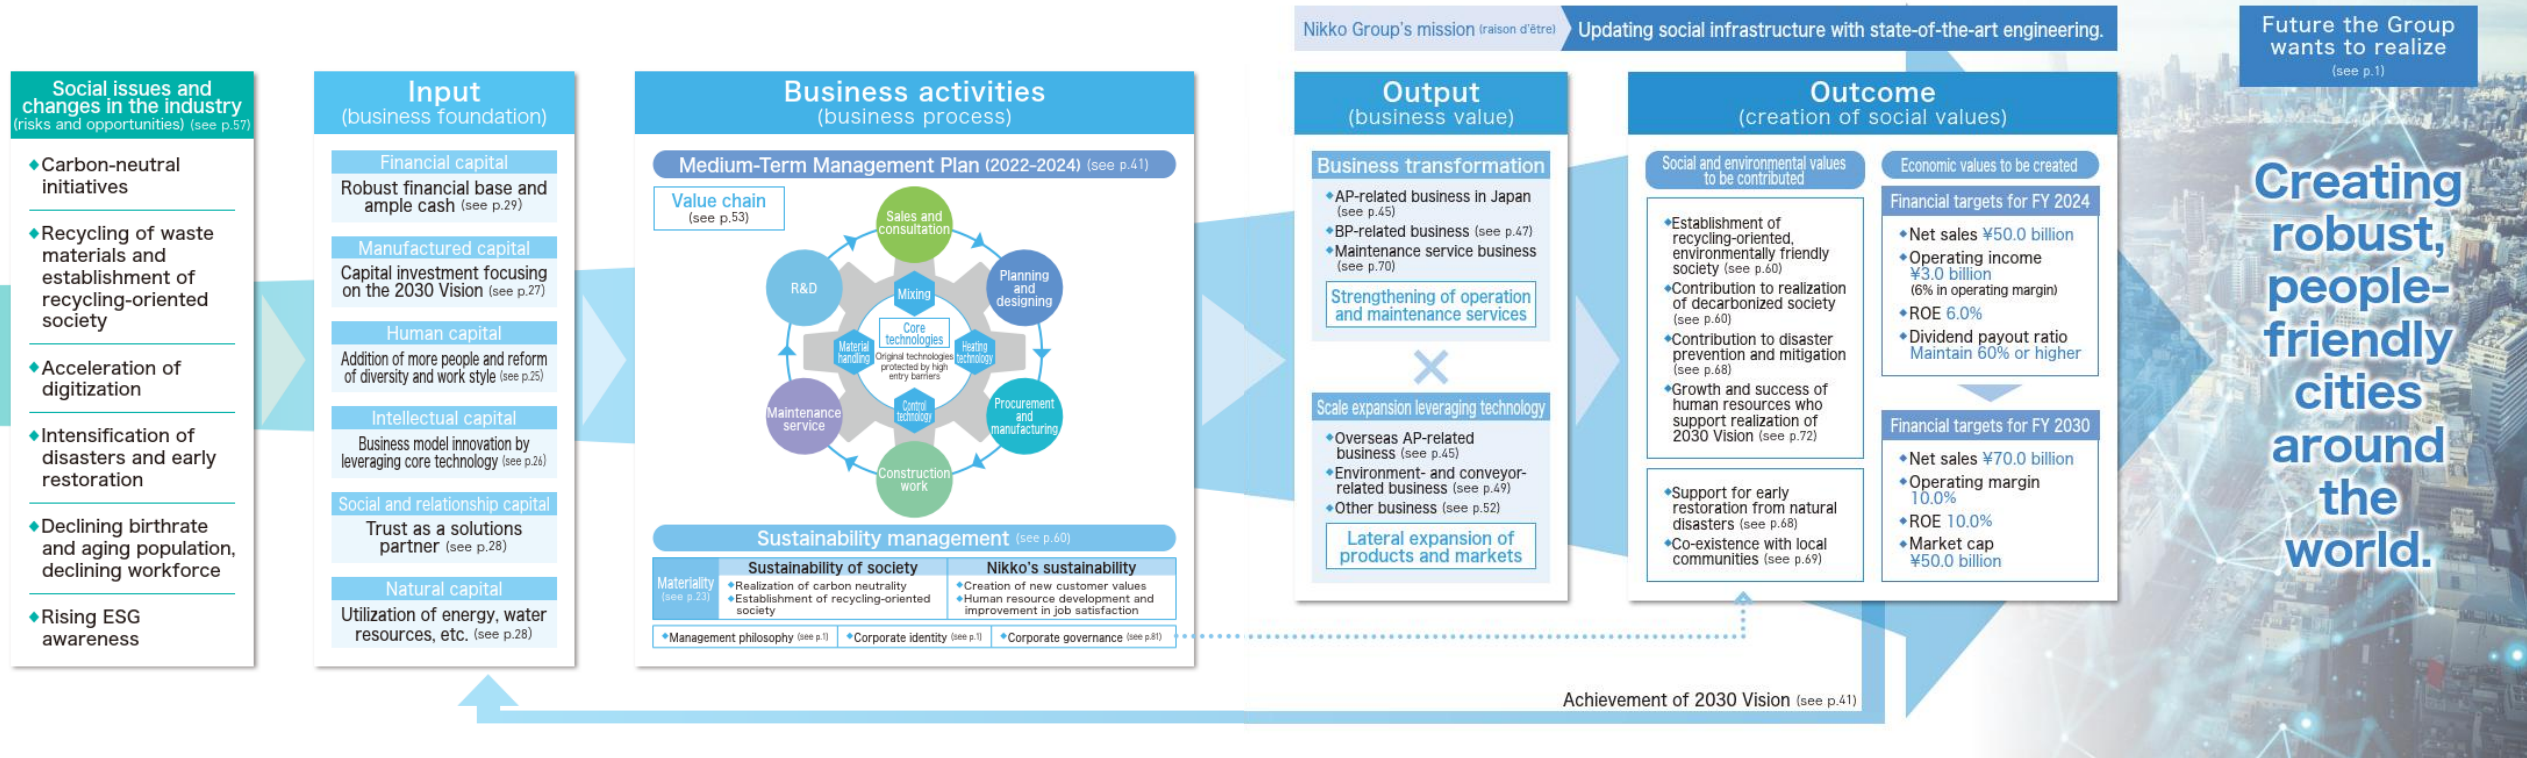 Nikko Group's mission (raison d'être)
Updating social infrastructure with state-of-the-art engineering.
Social issues and
changes in the industry
(risks and opportunities) (see p.57)
◆Carbon-neutral
initiatives
◆Recycling of waste
materials and
establishment of
recycling-oriented
society
◆Acceleration of
digitization
◆Intensification of
disasters and early
restoration
◆Declining birthrate
and aging population,
declining workforce
◆Rising ESG
awareness
Input
(business foundation)
Financial capital
Robust financial base and
ample cash (see p.29)
Manufactured capital
Capital investment focusing
on the 2030 Vision (see p.27)
Human capital
Addition of more people and reform
of diversity and work style (see p.25)
Intellectual capital
Business model innovation by
leveraging core technology (see p.26)
Social and relationship capital
Trust as a solutions
partner (see p.28)
Natural capital
Utilization of energy, water
resources, etc. (see p.28)
Business activities
(business process)
Medium-Term Management Plan (2022–2024) (see p.41)
Value chain
(see p.53)
Sales and
consultation
Planning
and
designing
Procurement
and
manufacturing
Construction
work
Maintenance
service
R&D
Mixing
Heating
technology
Control
technology
Material
handling
Core
technologies
Original technologies
protected by high
entry barriers
Sustainability management (see p.60)
Materiality
(see p.23)
Sustainability of society
◆Realization of carbon neutrality
◆Establishment of recycling-oriented
society
Nikko's sustainability
◆Creation of new customer values
◆Human resource development and
improvement in job satisfaction
◆Management philosophy (see p.1)
◆Corporate identity (see p.1)
◆Corporate governance (see p.81)
Output
(business value)
Business transformation
◆AP-related business in Japan
(see p.45)
◆BP-related business (see p.47)
◆Maintenance service business
(see p.70)
Strengthening of operation
and maintenance services
×
Scale expansion leveraging technology
◆Overseas AP-related
business (see p.45)
◆Environment- and conveyor-
related business (see p.49)
◆Other business (see p.52)
Lateral expansion of
products and markets
Outcome
(creation of social values)
Social and environmental values
to be contributed
◆Establishment of
recycling-oriented,
environmentally friendly
society (see p.60)
◆Contribution to realization
of decarbonized society
(see p.60)
◆Contribution to disaster
prevention and mitigation
(see p.68)
◆Growth and success of
human resources who
support realization of
2030 Vision (see p.72)
◆Support for early
restoration from natural
disasters (see p.68)
◆Co-existence with local
communities (see p.69)
Economic values to be created
Financial targets for FY 2024
◆Net sales ¥50.0 billion
◆Operating income
¥3.0 billion
(6% in operating margin)
◆ROE 6.0%
◆Dividend payout ratio
Maintain 60% or higher
Financial targets for FY 2030
◆Net sales ¥70.0 billion
◆Operating margin
10.0%
◆ROE 10.0%
◆Market cap
¥50.0 billion
Achievement of 2030 Vision (see p.41)
Future the Group
wants to realize
(see p.1)
Creating
robust,
people-
friendly
cities
around
the
world.